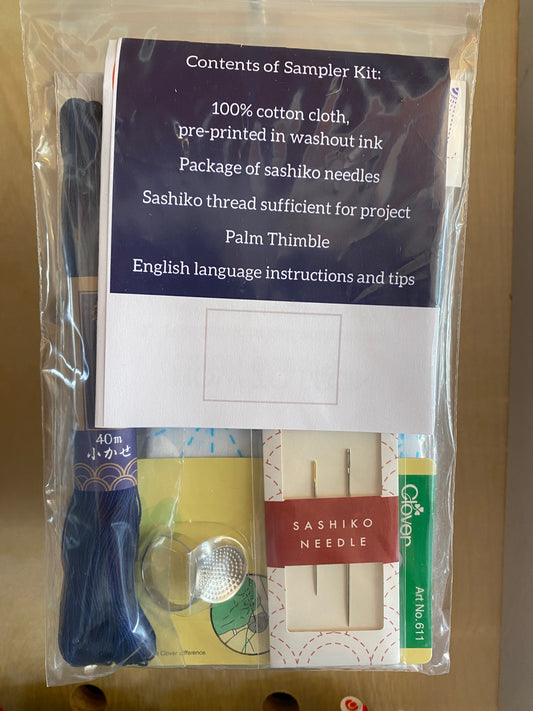 Contents of Sampler Kit:
100% cotton cloth,
pre-printed in washout ink
Package of sashiko needles
Sashiko thread sufficient for project
Palm Thimble
English language instructions and tips
40m
小かせ
SASHIKO
NEEDLE
Clover
Art No. 611
Clover difference.